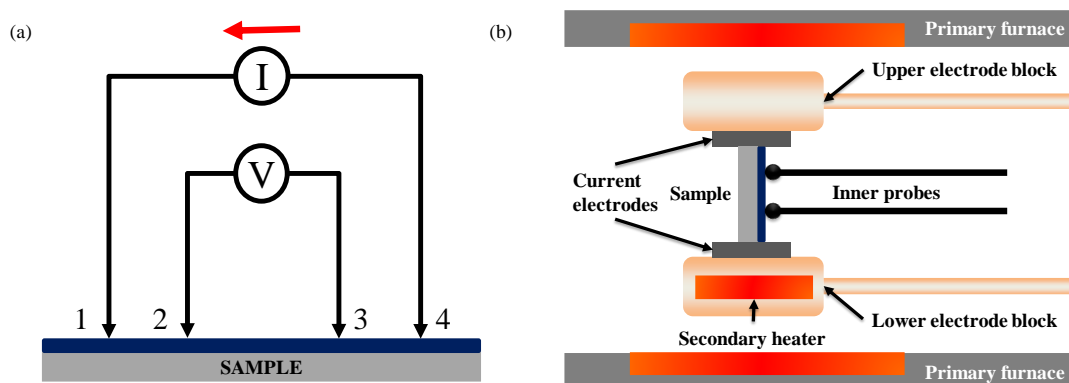 (a)
I
V
1
2
3
4
SAMPLE
(b)
Primary furnace
Upper electrode block
Current
electrodes
Sample
Inner probes
Lower electrode block
Secondary heater
Primary furnace